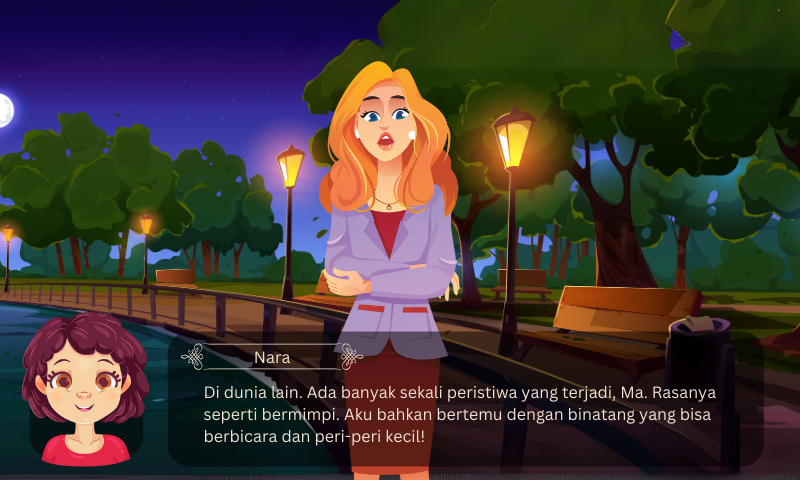 Nara
Di dunia lain. Ada banyak sekali peristiwa yang terjadi, Ma. Rasanya
seperti bermimpi. Aku bahkan bertemu dengan binatang yang bisa
berbicara dan peri-peri kecil!